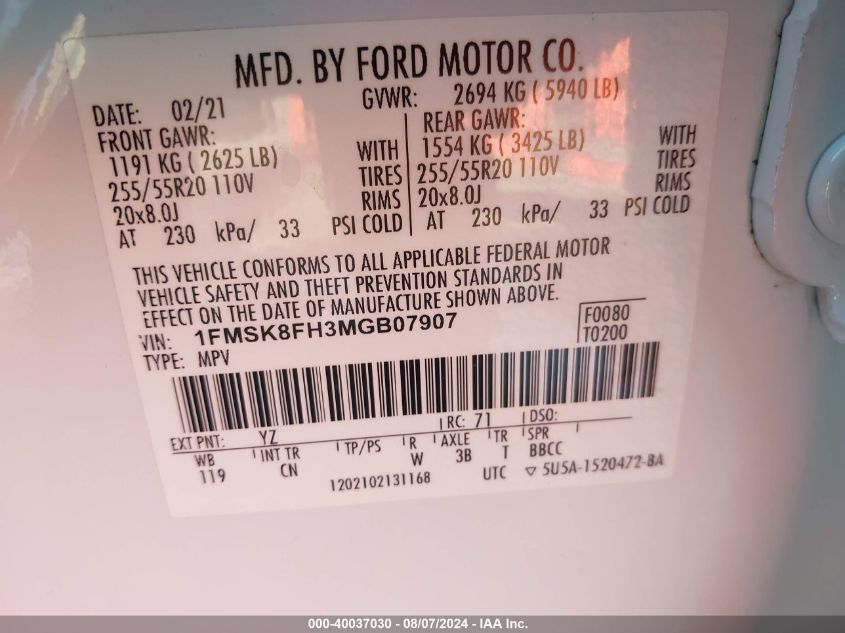 MFD. BY FORD MOTOR CO.
DATE: 02/21
GVWR: 2694 KG ( 5940 LB)
FRONT GAWR:
1191 KG ( 2625 LB) WITH
255/55R20 110V TIRES
20x8.0J RIMS
AT 230 kPa/ 33 PSI COLD
REAR GAWR:
1554 KG ( 3425 LB) WITH
255/55R20 110V TIRES
20x8.0J RIMS
AT 230 kPa/ 33 PSI COLD
THIS VEHICLE CONFORMS TO ALL APPLICABLE FEDERAL MOTOR
VEHICLE SAFETY AND THEFT PREVENTION STANDARDS IN
EFFECT ON THE DATE OF MANUFACTURE SHOWN ABOVE.
VIN: 1FMSK8FH3MGB07907
TYPE: MPV
F0080
T0200
EXT PNT: YZ RC: 71 DSO:
WB INT TR TP/PS R AXLE TR SPR
119 CN W 3B T BBCC
1202102131168 UTC ▽ 5U5A-1520472-BA
000-40037030 - 08/07/2024 - IAA Inc.